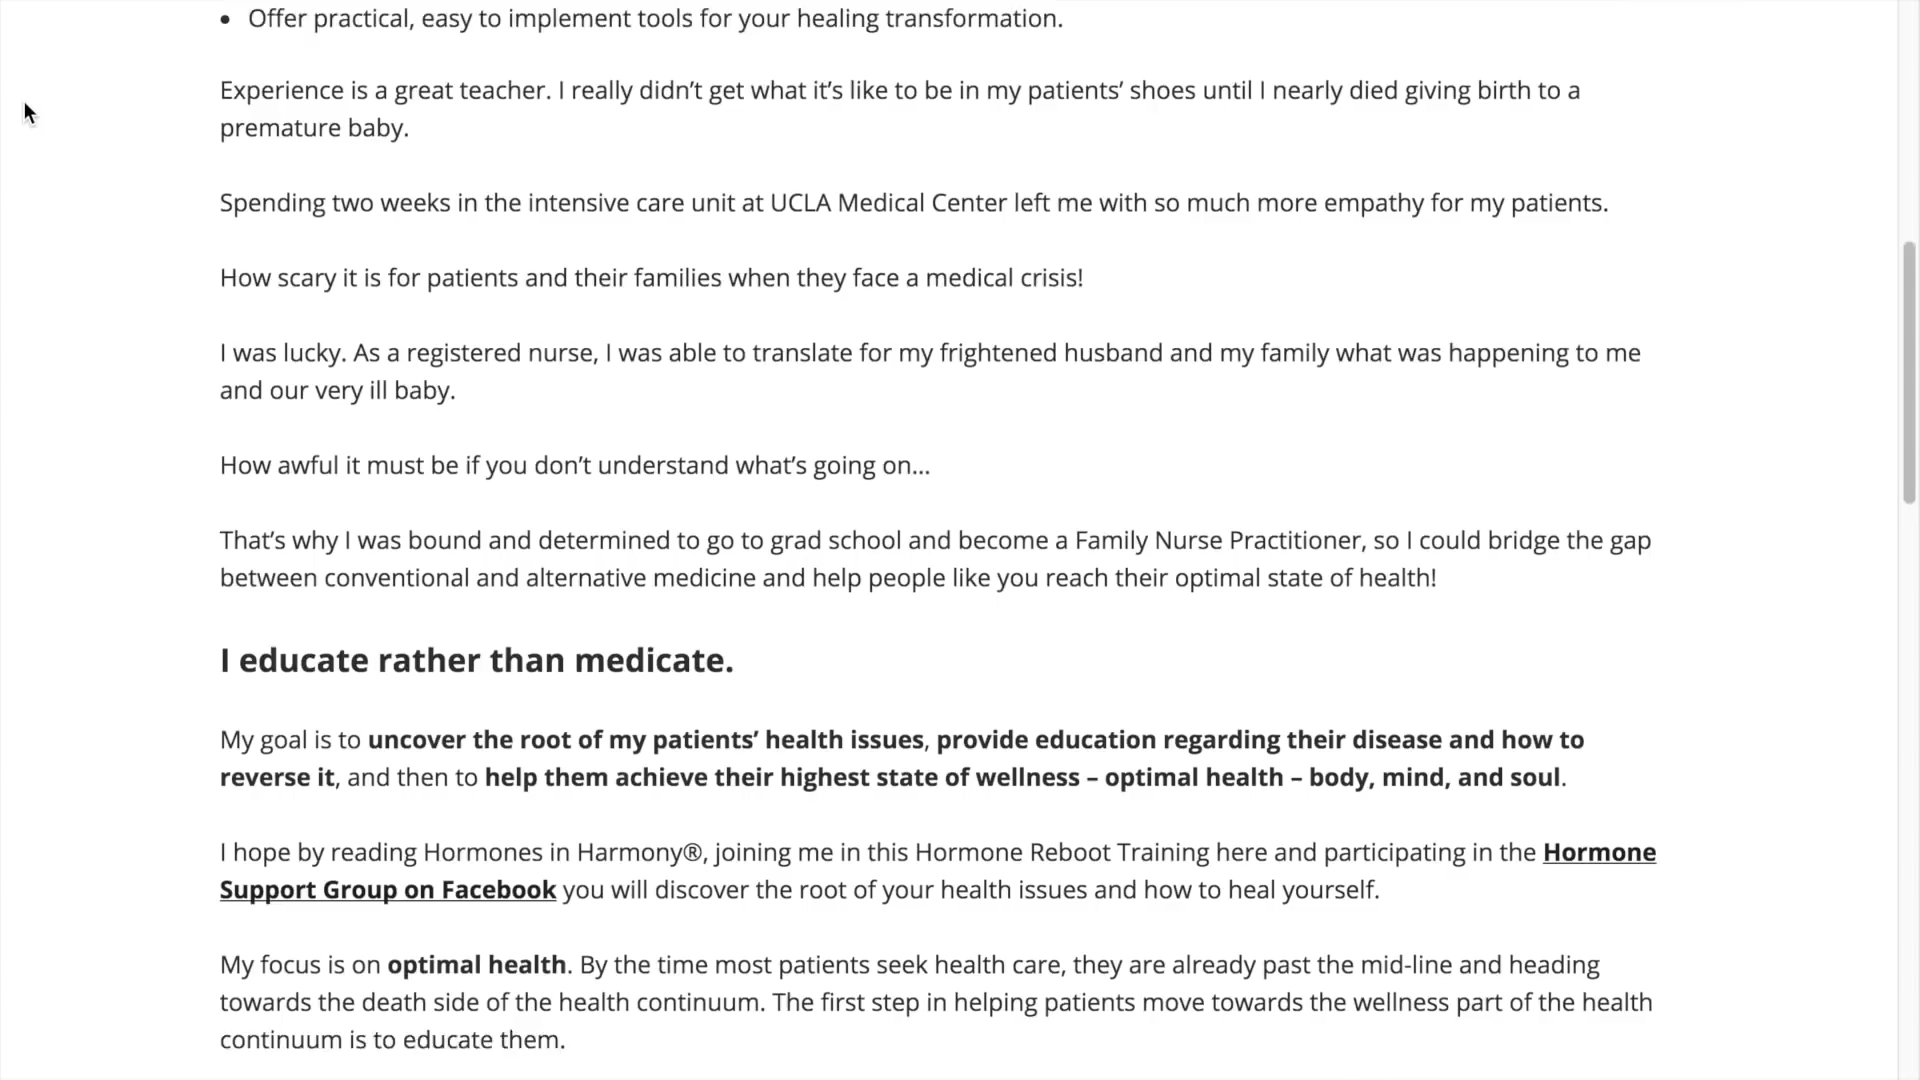 • Offer practical, easy to implement tools for your healing transformation.
Experience is a great teacher. I really didn’t get what it’s like to be in my patients’ shoes until I nearly died giving birth to a
premature baby.
Spending two weeks in the intensive care unit at UCLA Medical Center left me with so much more empathy for my patients.
How scary it is for patients and their families when they face a medical crisis!
I was lucky. As a registered nurse, I was able to translate for my frightened husband and my family what was happening to me
and our very ill baby.
How awful it must be if you don’t understand what’s going on…
That’s why I was bound and determined to go to grad school and become a Family Nurse Practitioner, so I could bridge the gap
between conventional and alternative medicine and help people like you reach their optimal state of health!
I educate rather than medicate.
My goal is to uncover the root of my patients’ health issues, provide education regarding their disease and how to
reverse it, and then to help them achieve their highest state of wellness – optimal health – body, mind, and soul.
I hope by reading Hormones in Harmony®, joining me in this Hormone Reboot Training here and participating in the Hormone
Support Group on Facebook you will discover the root of your health issues and how to heal yourself.
My focus is on optimal health. By the time most patients seek health care, they are already past the mid-line and heading
towards the death side of the health continuum. The first step in helping patients move towards the wellness part of the health
continuum is to educate them.